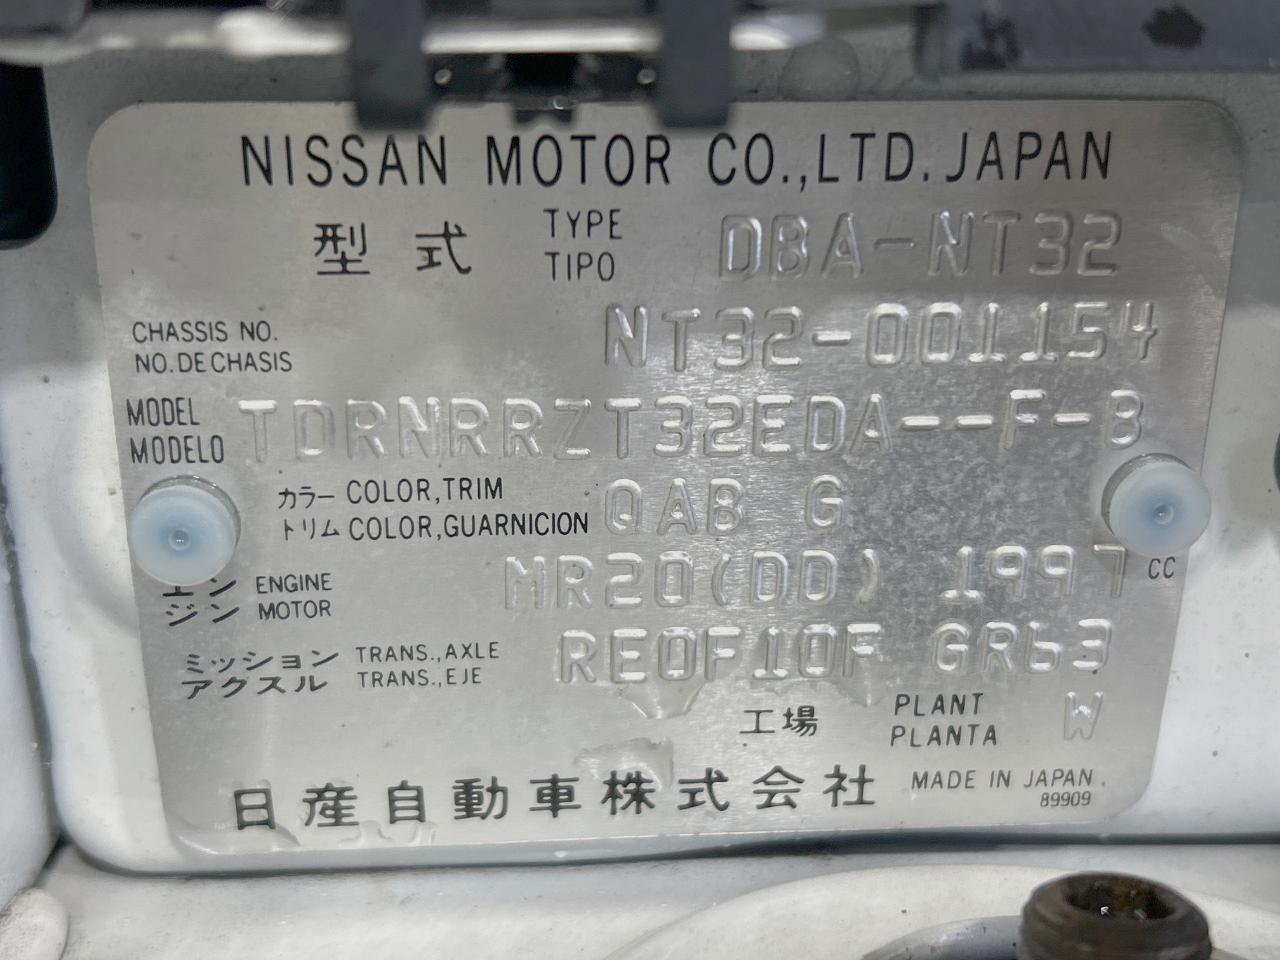 NISSAN MOTOR CO.,LTD.JAPAN
型式 TYPE TIPO DBA-NT32
CHASSIS NO.
NO.DE CHASIS NT32-001154
MODEL
MODELO TDRNRRZT32EDA--F-B
カラー COLOR,TRIM
トリム COLOR,GUARNICION QAB G
エン ENGINE
ジン MOTOR MR20(DD) 1997 CC
ミッション TRANS.,AXLE
アクスル TRANS.,EJE RE0F10F GR63
工場 PLANT PLANTA W
日産自動車株式会社 MADE IN JAPAN.
89909